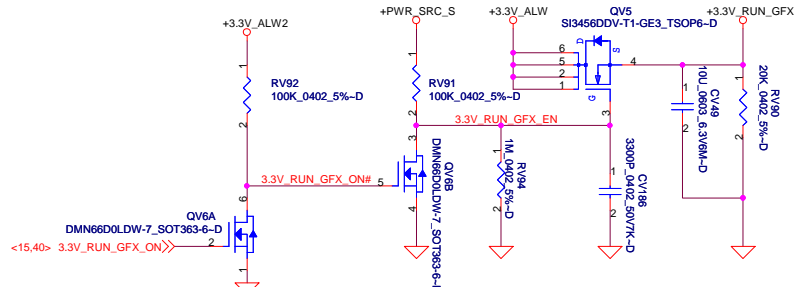 +3.3V_ALW2
+PWR_SRC_S
+3.3V_ALW
QV5
SI3456DDV-T1-GE3_TSOP6~D
+3.3V_RUN_GFX
D
S
G
6
5
2
1
4
3
1
RV92
100K_0402_5%~D
2
1
RV91
100K_0402_5%~D
2
3.3V_RUN_GFX_EN
1
CV49
10U_0603_6.3V6M~D
2
1
RV90
20K_0402_5%~D
2
3.3V_RUN_GFX_ON#
5
3
4
QV6B
DMN66D0LDW-7_SOT363-6~D
1
RV94
1M_0402_5%~D
2
1
CV186
3300P_0402_50V7K~D
2
6
QV6A
DMN66D0LDW-7_SOT363-6~D
<15,40> 3.3V_RUN_GFX_ON
2
1